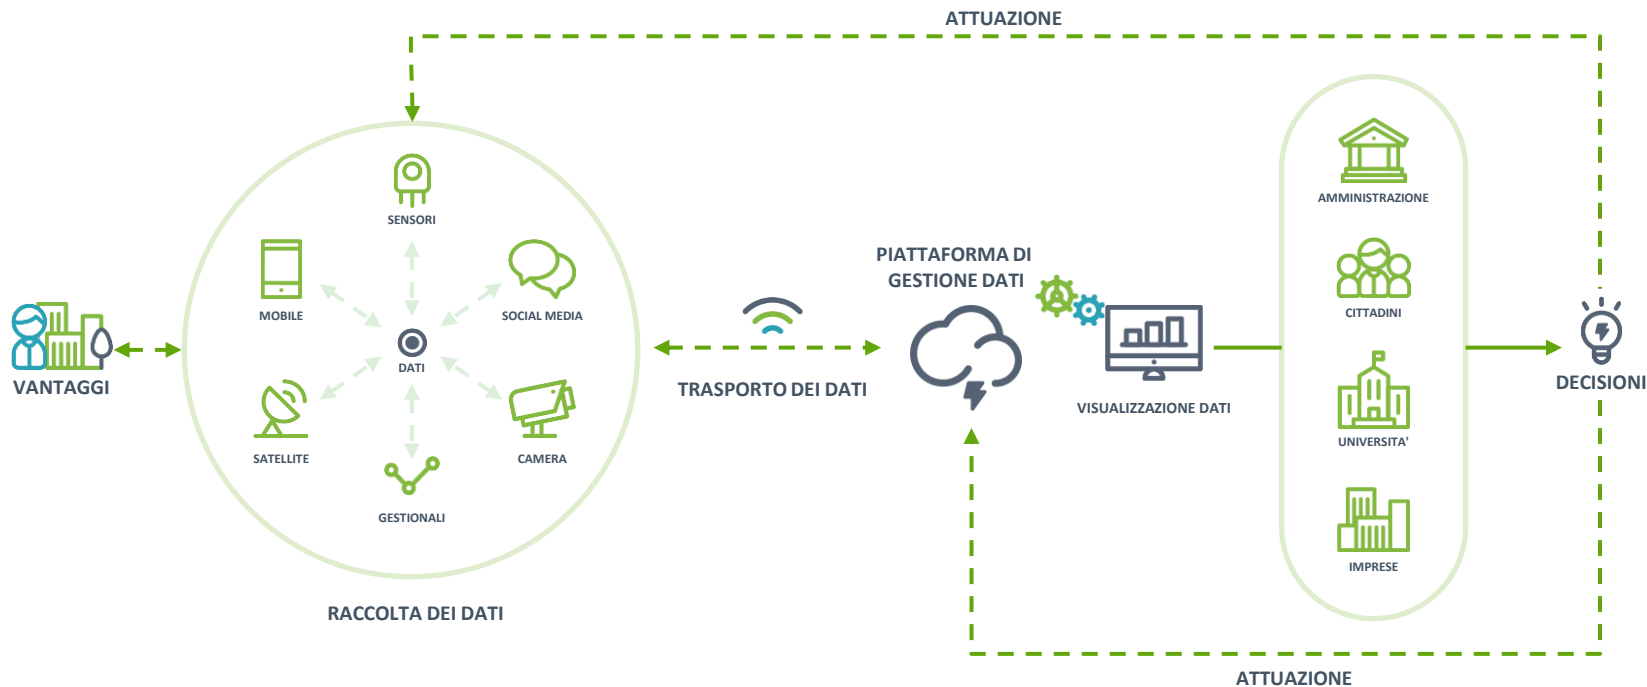 ATTUAZIONE
SENSORI
MOBILE
SOCIAL MEDIA
DATI
SATELLITE
CAMERA
GESTIONALI
RACCOLTA DEI DATI
VANTAGGI
TRASPORTO DEI DATI
PIATTAFORMA DI
GESTIONE DATI
VISUALIZZAZIONE DATI
AMMINISTRAZIONE
CITTADINI
UNIVERSITA'
IMPRESE
DECISIONI
ATTUAZIONE